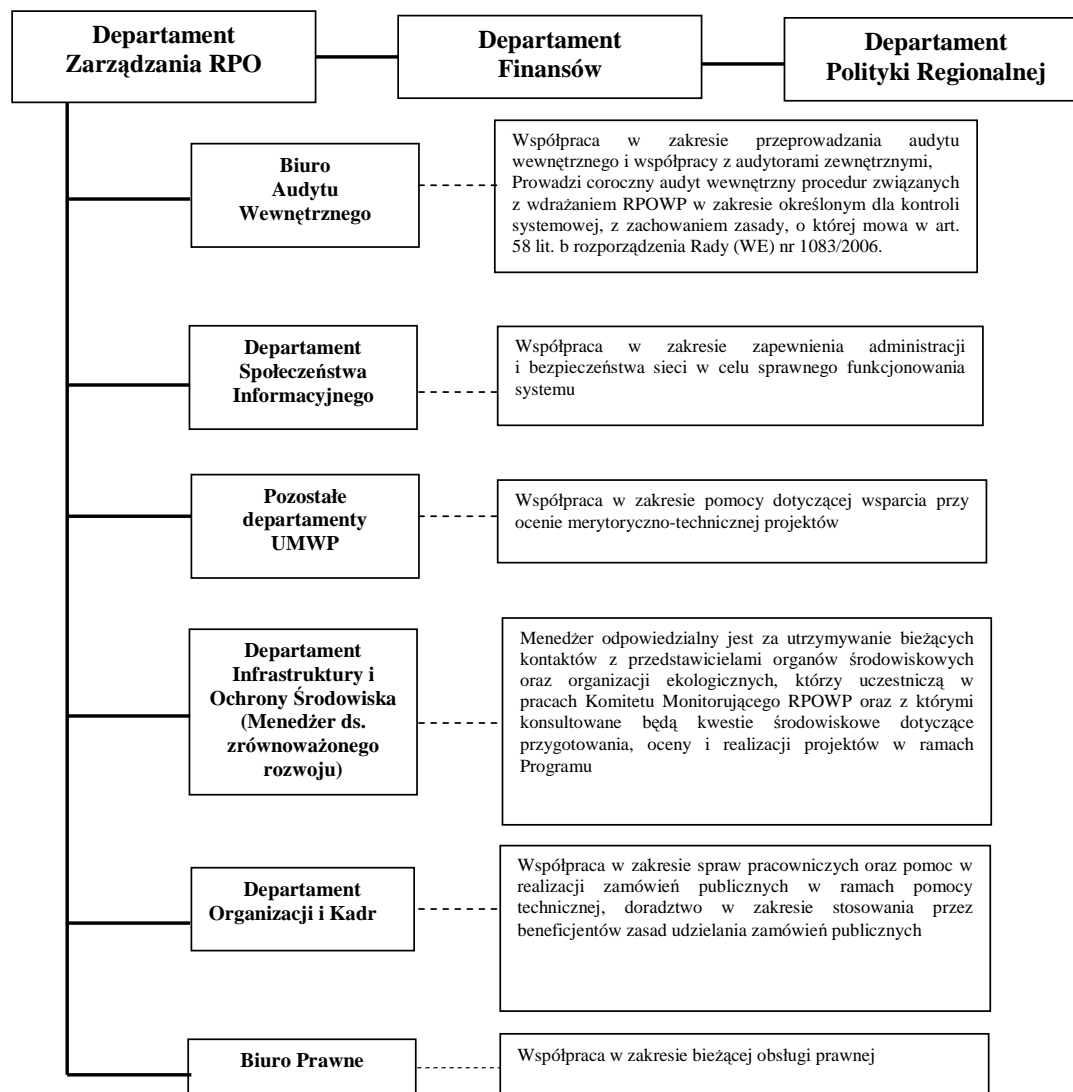 Departament
Zarządzania RPO
Departament
Finansów
Departament
Polityki Regionalnej
Biuro
Audytu
Wewnętrznego
Współpraca w zakresie przeprowadzania audytu
wewnętrznego i współpracy z audytorami zewnętrznymi,
Prowadzi coroczny audyt wewnętrzny procedur związanych
z wdrażaniem RPOWP w zakresie określonym dla kontroli
systemowej, z zachowaniem zasady, o której mowa w art.
58 lit. b rozporządzenia Rady (WE) nr 1083/2006.
Departament
Społeczeństwa
Informacyjnego
Współpraca w zakresie zapewnienia administracji
i bezpieczeństwa sieci w celu sprawnego funkcjonowania
systemu
Pozostałe
departamenty
UMWP
Współpraca w zakresie pomocy dotyczącej wsparcia przy
ocenie merytoryczno-technicznej projektów
Departament
Infrastruktury i
Ochrony Środowiska
(Menedżer ds.
zrównoważonego
rozwoju)
Menedżer odpowiedzialny jest za utrzymywanie bieżących
kontaktów z przedstawicielami organów środowiskowych
oraz organizacji ekologicznych, którzy uczestniczą w
pracach Komitetu Monitorującego RPOWP oraz z którymi
konsultowane będą kwestie środowiskowe dotyczące
przygotowania, oceny i realizacji projektów w ramach
Programu
Departament
Organizacji i Kadr
Współpraca w zakresie spraw pracowniczych oraz pomoc w
realizacji zamówień publicznych w ramach pomocy
technicznej, doradztwo w zakresie stosowania przez
beneficjentów zasad udzielania zamówień publicznych
Biuro Prawne
Współpraca w zakresie bieżącej obsługi prawnej